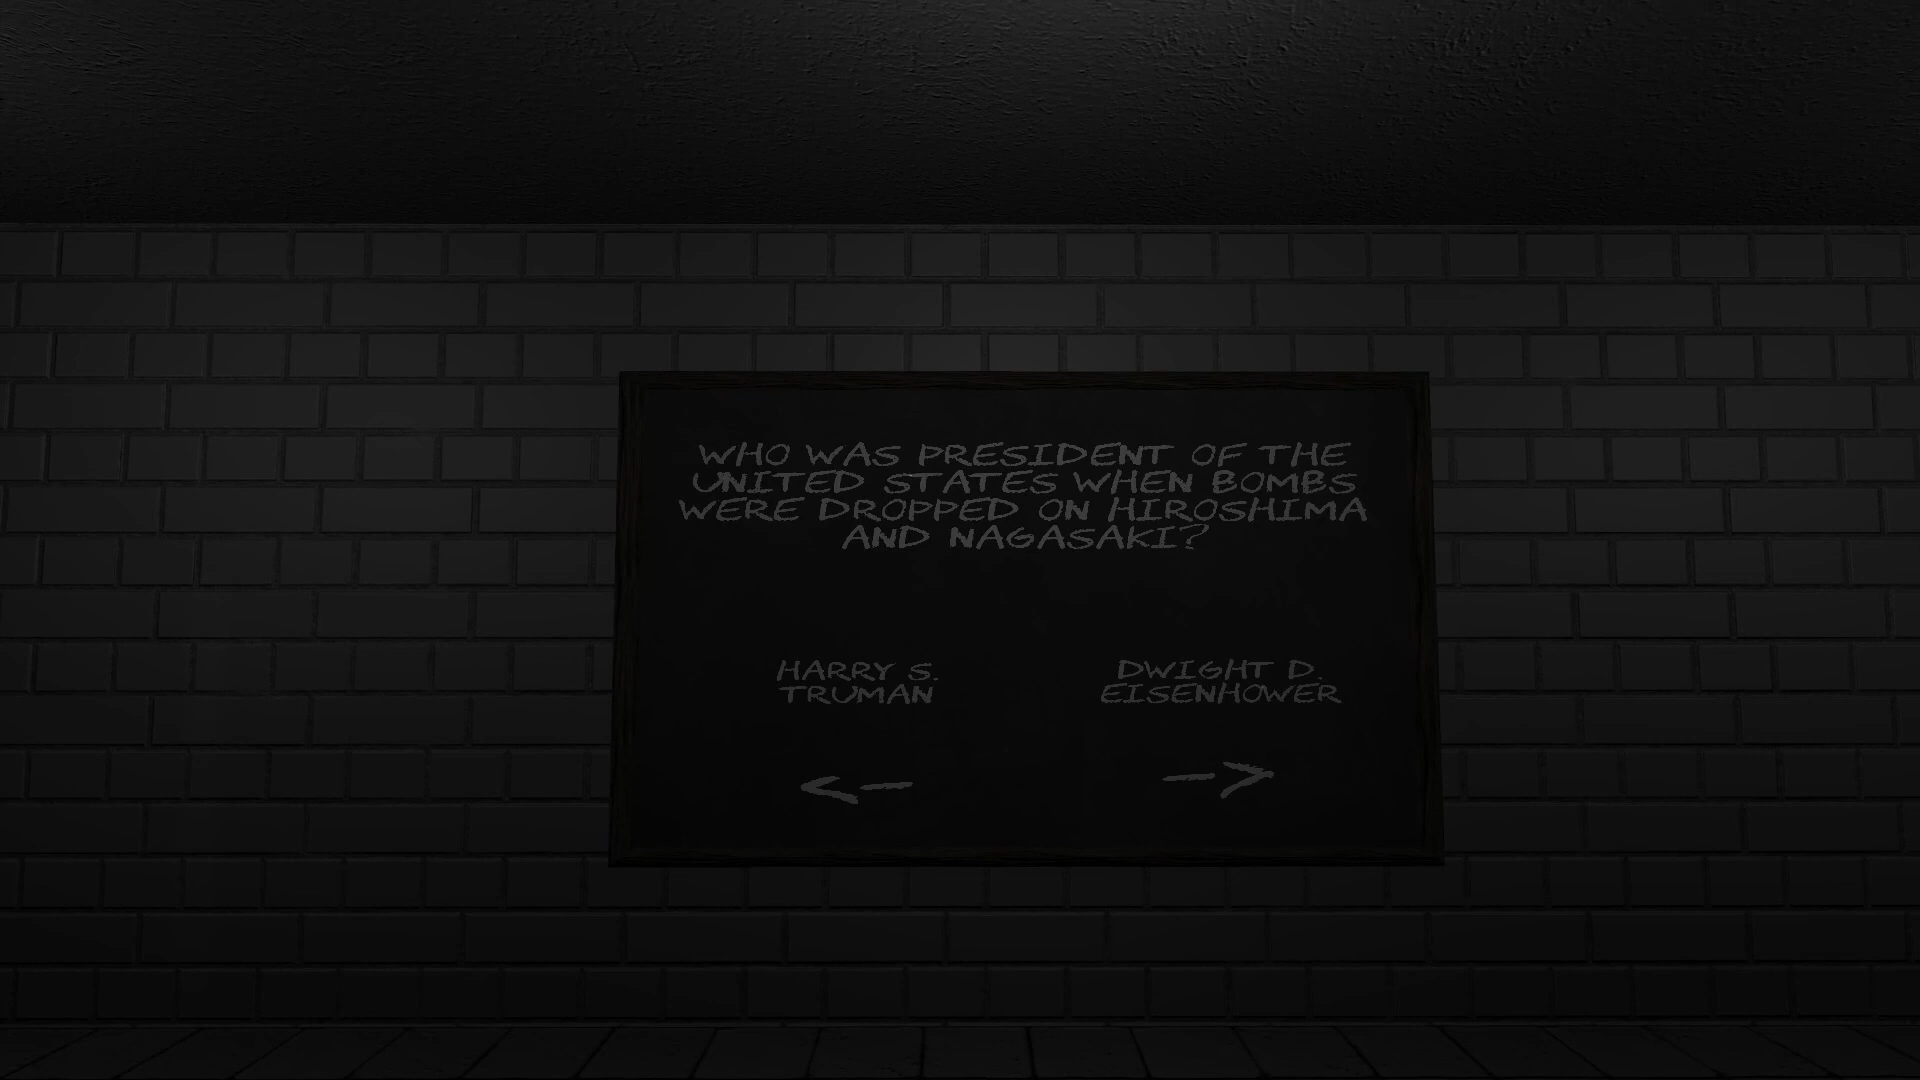 WHO WAS PRESIDENT OF THE
UNITED STATES WHEN BOMBS
WERE DROPPED ON HIROSHIMA
AND NAGASAKI?
HARRY S.
TRUMAN
DWIGHT D.
EISENHOWER